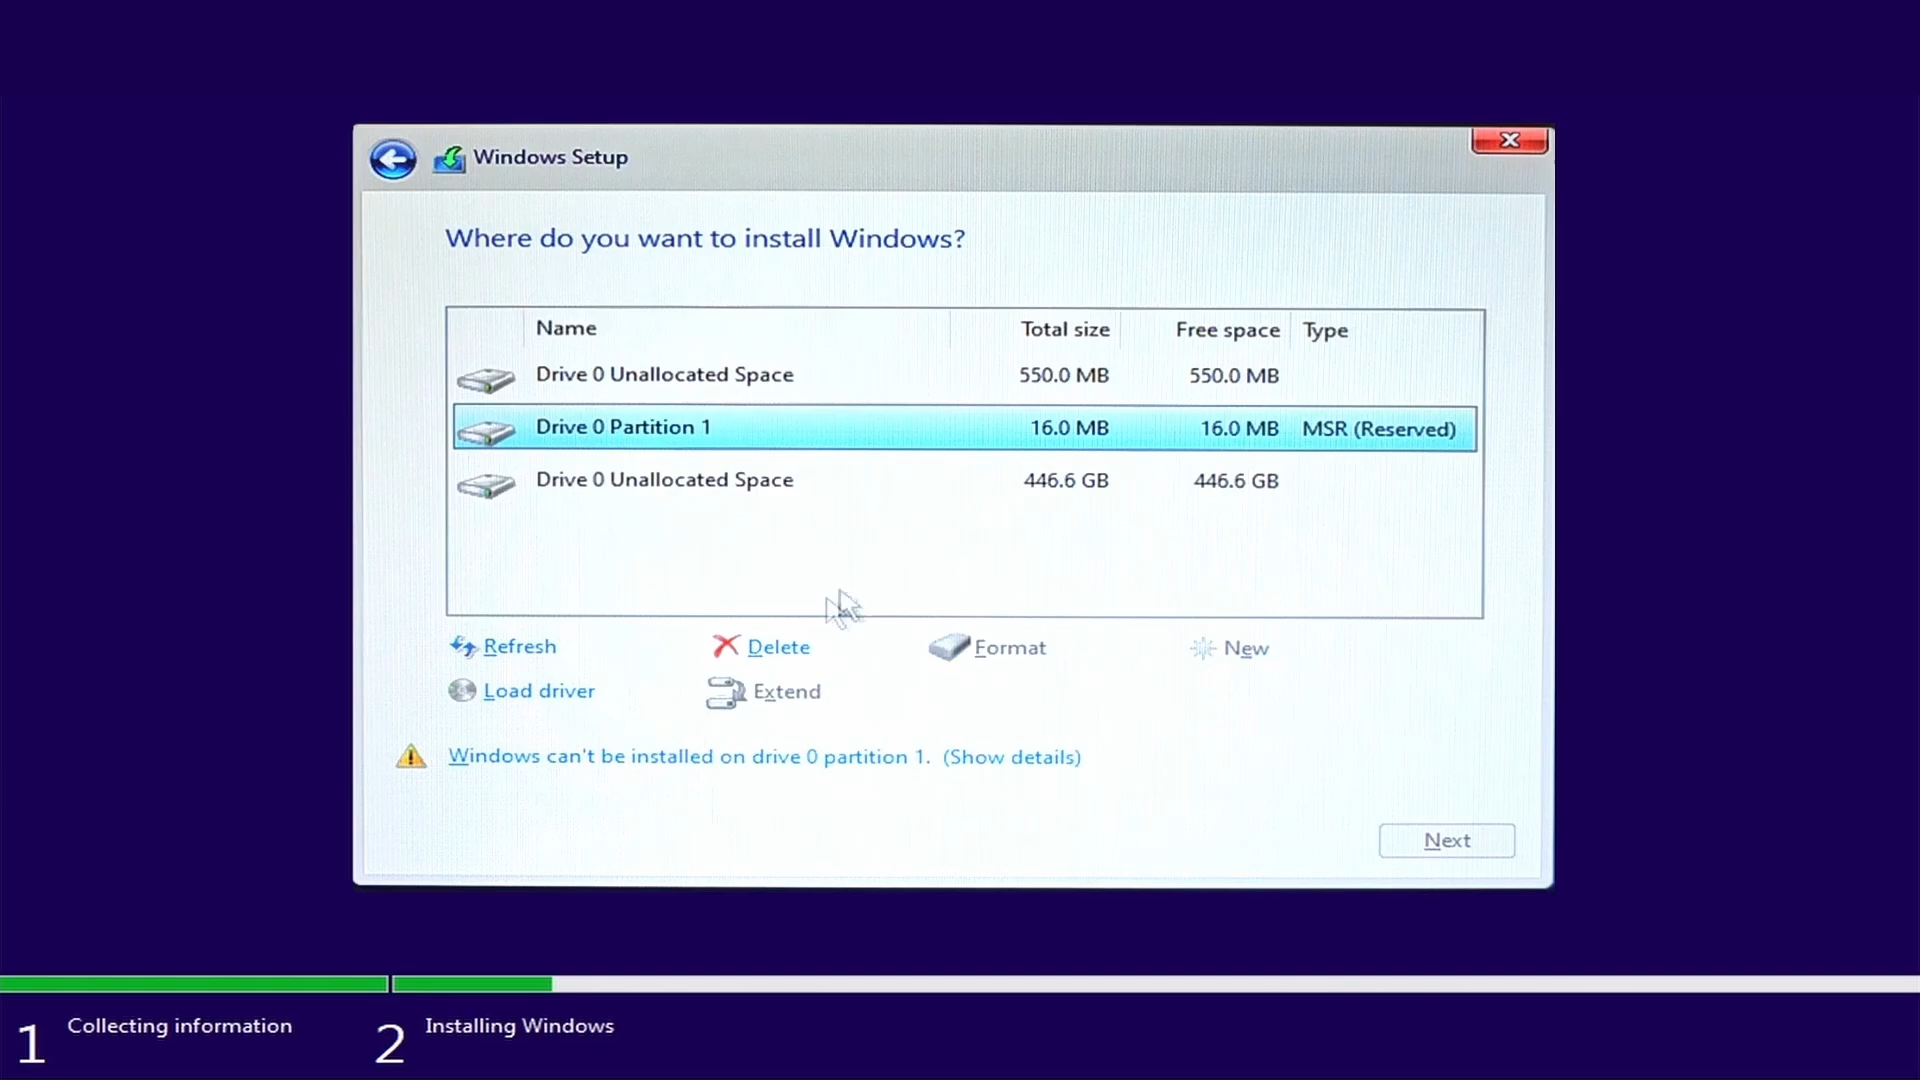 Windows Setup
Where do you want to install Windows?
Name Total size Free space Type
Drive 0 Unallocated Space 550.0 MB 550.0 MB
Drive 0 Partition 1 16.0 MB 16.0 MB MSR (Reserved)
Drive 0 Unallocated Space 446.6 GB 446.6 GB
Refresh Delete Format New
Load driver Extend
Windows can't be installed on drive 0 partition 1. (Show details)
Next
1 Collecting information 2 Installing Windows